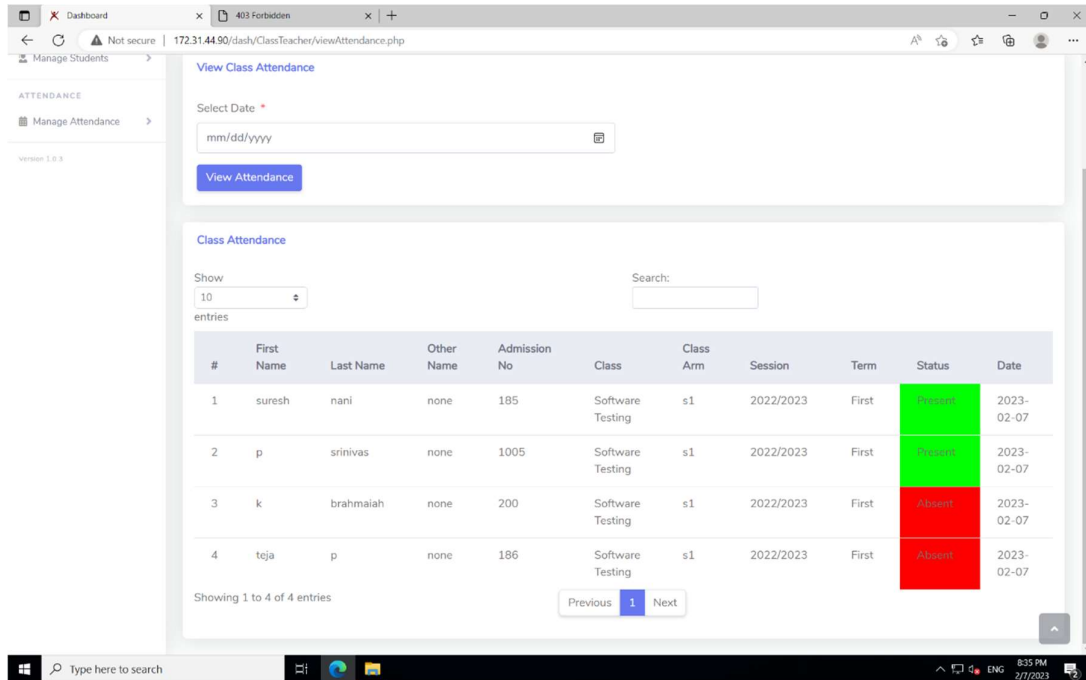 Dashboard
403 Forbidden
Not secure 172.31.44.90/dash/ClassTeacher/viewAttendance.php
Manage Students
ATTENDANCE
Manage Attendance
Version 1.0.3
View Class Attendance
Select Date *
mm/dd/yyyy
View Attendance
Class Attendance
Show
10
entries
Search:
# First Name Last Name Other Name Admission No Class Class Arm Session Term Status Date
1 suresh nani none 185 Software Testing s1 2022/2023 First Present 2023-02-07
2 p srinivas none 1005 Software Testing s1 2022/2023 First Present 2023-02-07
3 k brahmaiah none 200 Software Testing s1 2022/2023 First Absent 2023-02-07
4 teja p none 186 Software Testing s1 2022/2023 First Absent 2023-02-07
Showing 1 to 4 of 4 entries
Previous 1 Next
Type here to search
ENG
8:35 PM
2/7/2023